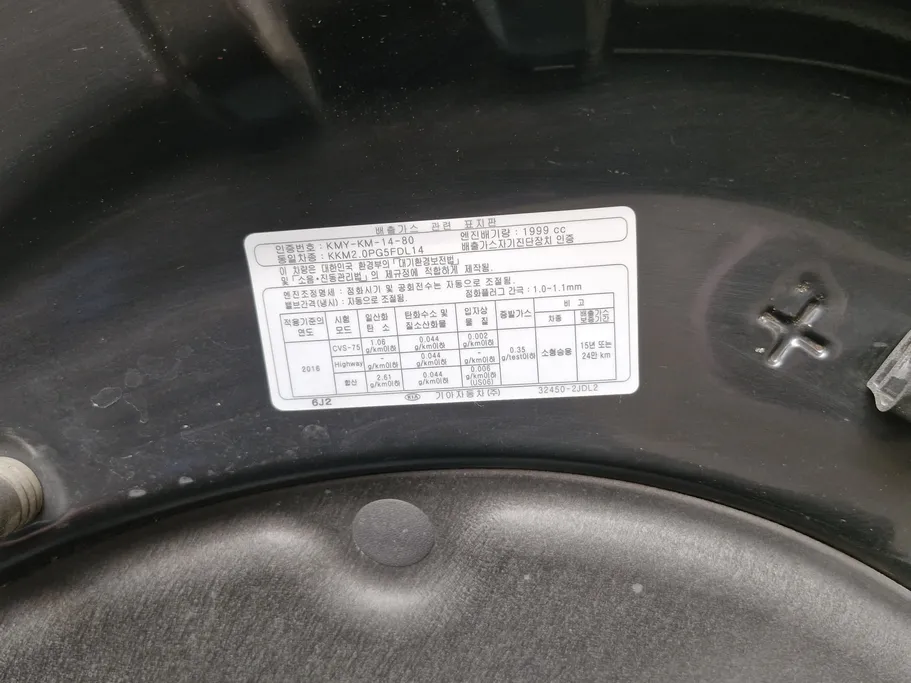 배출가스 관련 표지판
인증번호 : KMY-KM-14-80 엔진배기량 : 1999 cc
동일차종 : KKM2.0PG5FDL14 배출가스자기진단장치 인증
이 차량은 대한민국 환경부의 「대기환경보전법」
및 「소음·진동관리법」의 제규정에 적합하게 제작됨.
엔진조정명세 : 점화시기 및 공회전수는 자동으로 조절됨.
밸브간격(냉시) : 자동으로 조절됨. 점화플러그 간극 : 1.0~1.1mm
적용기준의 연도 시험 모드 일산화 탄소 탄화수소 및 질소산화물 입자상 물질 증발가스 비고
차종 배출가스 보증기간
2016 CVS-75 1.06 g/km이하 0.044 g/km이하 0.002 g/km이하 0.35 g/test이하 소형승용 15년 또는 24만 km
Highway - g/km이하 0.044 g/km이하 - g/km이하
합산 2.61 g/km이하 0.044 g/km이하 0.006 g/km이하 (US06)
6J2 KIA 기아자동차(주) 32450-2JDL2